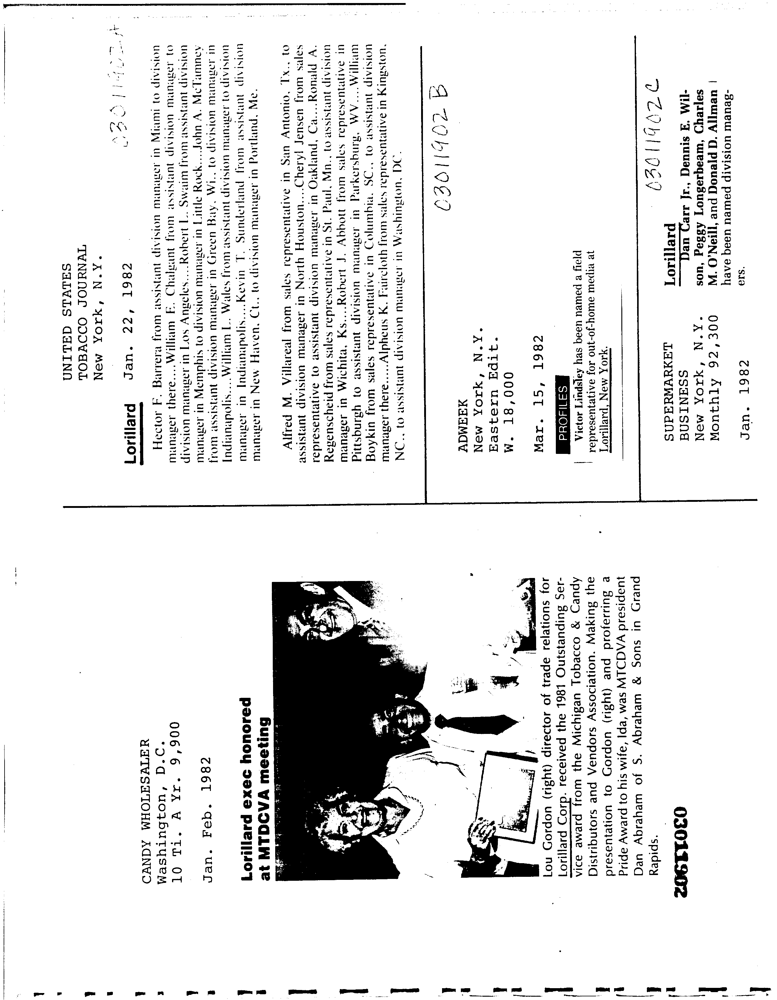 CANDY WHOLESALER
Washington, D.C.
10 Ti. A Yr. 9,900
Jan. Feb. 1982
Lorillard exec honored
at MTDCVA meeting
Lou Gordon (right) director of trade relations for
Lorillard Corp. received the 1981 Outstanding Ser-
vice award from the Michigan Tobacco & Candy
Distributors and Vendors Association. Making the
presentation to Gordon (right) and proferring a
Pride Award to his wife, Ida, was MTCDVA president
Dan Abraham of S. Abraham & Sons in Grand
Rapids.
03011902
UNITED STATES
TOBACCO JOURNAL
New York, N.Y.
Jan. 22, 1982
03011902A
Lorillard
Hector F. Barrera from assistant division manager in Miami to division
manager there....William E. Chalgant from assistant division manager to
division manager in Los Angeles....Robert L. Swaim from assistant division
manager in Memphis to division manager in Little Rock....John A. McTamney
from assistant division manager in Green Bay, Wi., to division manager in
Indianapolis....William L. Wales from assistant division manager to division
manager in Indianapolis....Kevin T. Sunderland from assistant division
manager in New Haven, Ct., to division manager in Portland, Me.
Alfred M. Villareal from sales representative in San Antonio, Tx., to
assistant division manager in North Houston....Cheryl Jensen from sales
representative to assistant division manager in Oakland, Ca....Ronald A.
Regenscheid from sales representative in St. Paul, Mn., to assistant division
manager in Wichita, Ks....Robert J. Abbott from sales representative in
Pittsburgh to assistant division manager in Parkersburg, WV....William
Boykin from sales representative in Columbia, SC., to assistant division
manager there.....Alpheus K. Faircloth from sales representative in Kingston,
NC., to assistant division manager in Washington, DC.
03011902B
ADWEEK
New York, N.Y.
Eastern Edit.
W. 18,000
Mar. 15, 1982
PROFILES
Victor Lindsley has been named a field
representative for out-of-home media at
Lorillard, New York.
03011902C
SUPERMARKET
BUSINESS
New York, N.Y.
Monthly 92,300
Jan. 1982
Lorillard
Dan Carr Jr., Dennis E. Wil-
son, Peggy Longerbeam, Charles
M. O'Neill, and Donald D. Allman
have been named division manag-
ers.